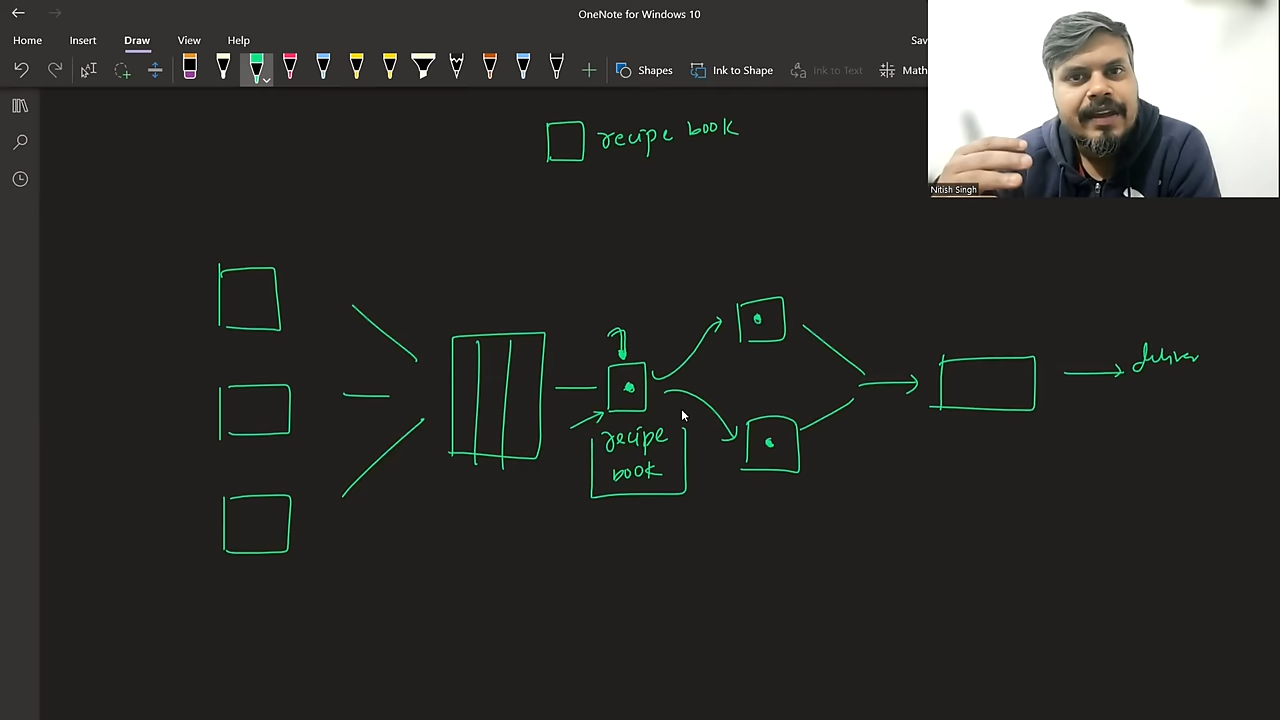 OneNote for Windows 10
Home Insert Draw View Help
Sav
Shapes Ink to Shape Ink to Text Math
recipe book
Nitish Singh
deliver
recipe
book